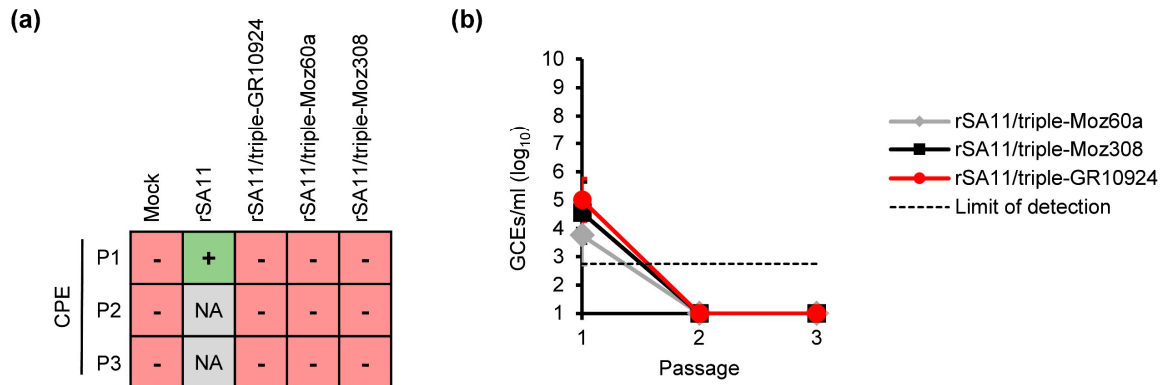 (a)
Mock
rSA11
rSA11/triple-GR10924
rSA11/triple-Moz60a
rSA11/triple-Moz308
CPE
P1 - + - - -
P2 - NA - - -
P3 - NA - - -
(b)
GCEs/ml (log10)
10
9
8
7
6
5
4
3
2
1
1 2 3
Passage
rSA11/triple-Moz60a
rSA11/triple-Moz308
rSA11/triple-GR10924
Limit of detection